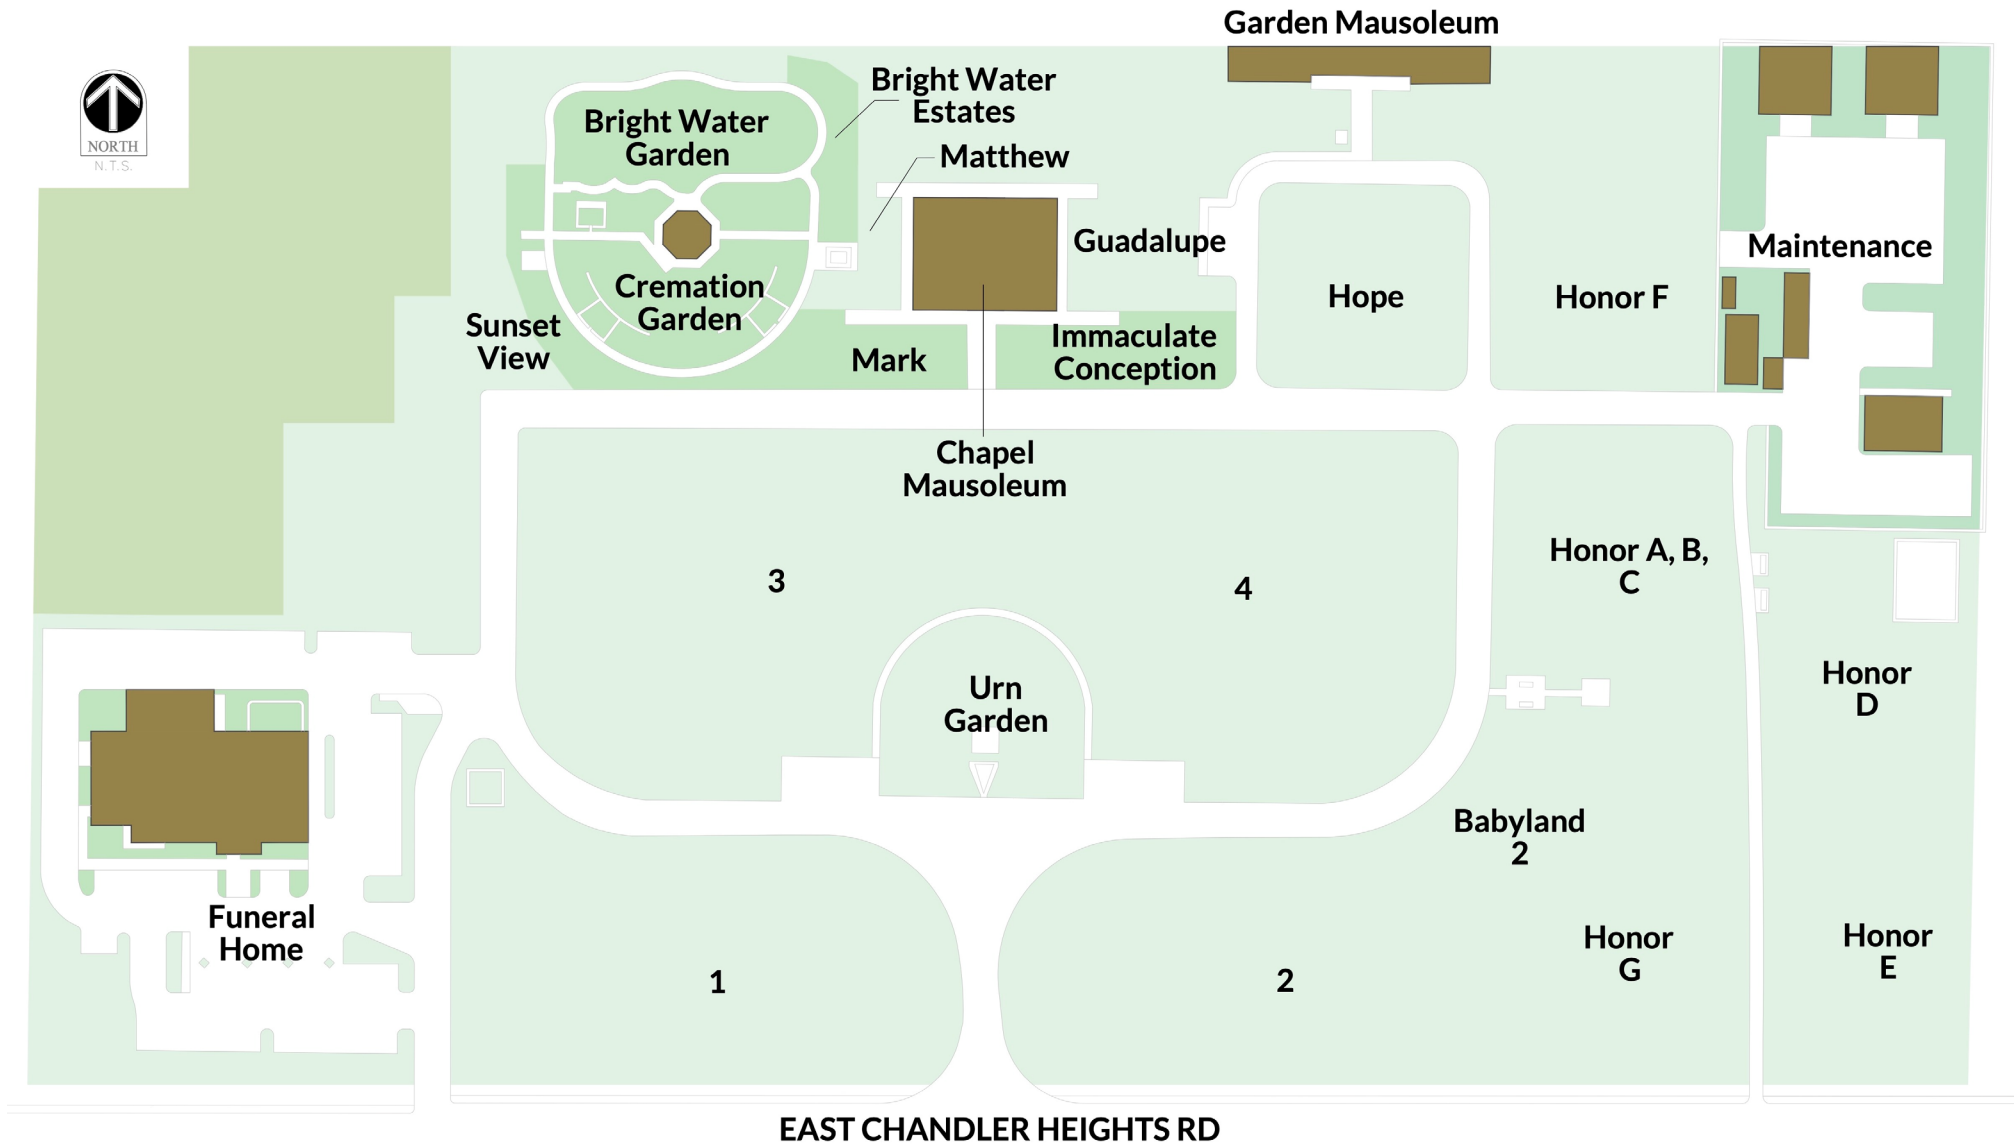 Garden Mausoleum
NORTH
N.T.S.
Bright Water
Estates
Bright Water
Garden
Matthew
Guadalupe
Maintenance
Cremation
Garden
Hope
Honor F
Sunset
View
Mark
Immaculate
Conception
Chapel
Mausoleum
3
4
Honor A, B,
C
Urn
Garden
Honor
D
Babyland
2
Funeral
Home
Honor
G
Honor
E
1
2
EAST CHANDLER HEIGHTS RD